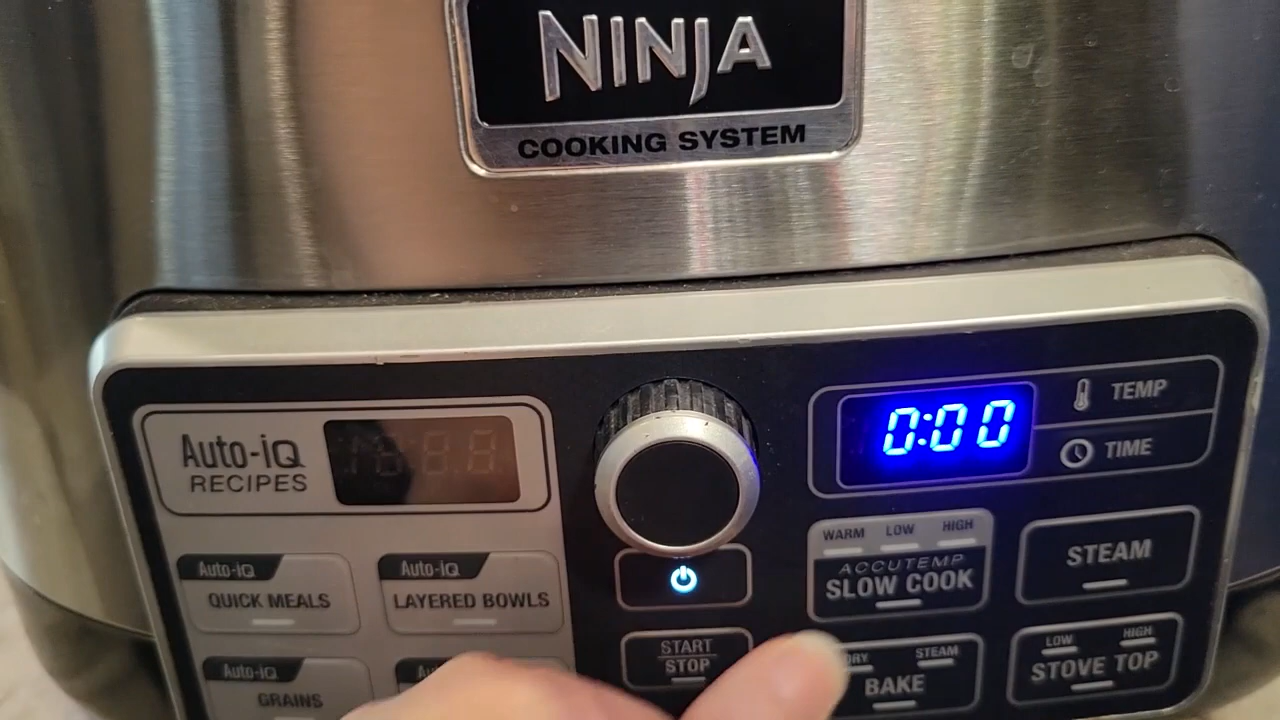 NINJA
COOKING SYSTEM
Auto-iQ
RECIPES
0:00
TEMP
TIME
WARM LOW HIGH
ACCUTEMP
SLOW COOK
STEAM
Auto-iQ
QUICK MEALS
Auto-iQ
LAYERED BOWLS
START
STOP
DRY STEAM
BAKE
LOW HIGH
STOVE TOP
Auto-iQ
GRAINS